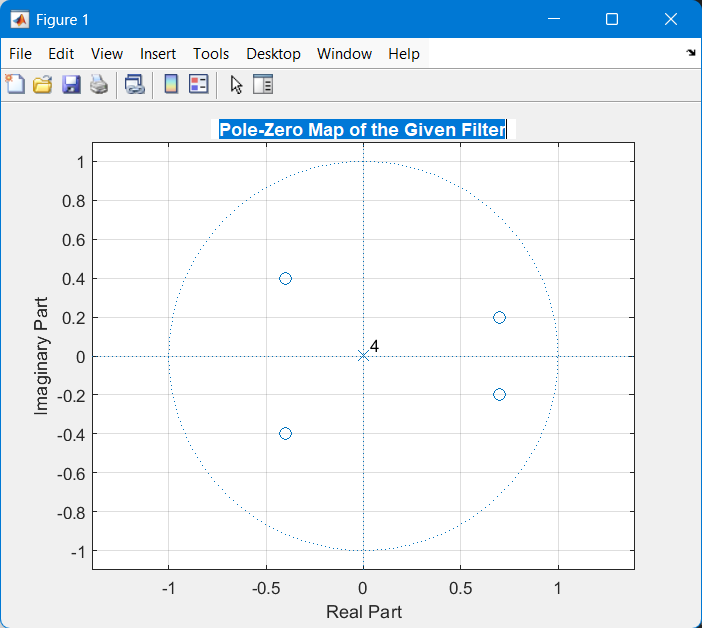 Figure 1
File Edit View Insert Tools Desktop Window Help
Pole-Zero Map of the Given Filter
1
0.8
0.6
0.4
0.2
0
-0.2
-0.4
-0.6
-0.8
-1
Imaginary Part
4
-1 -0.5 0 0.5 1
Real Part